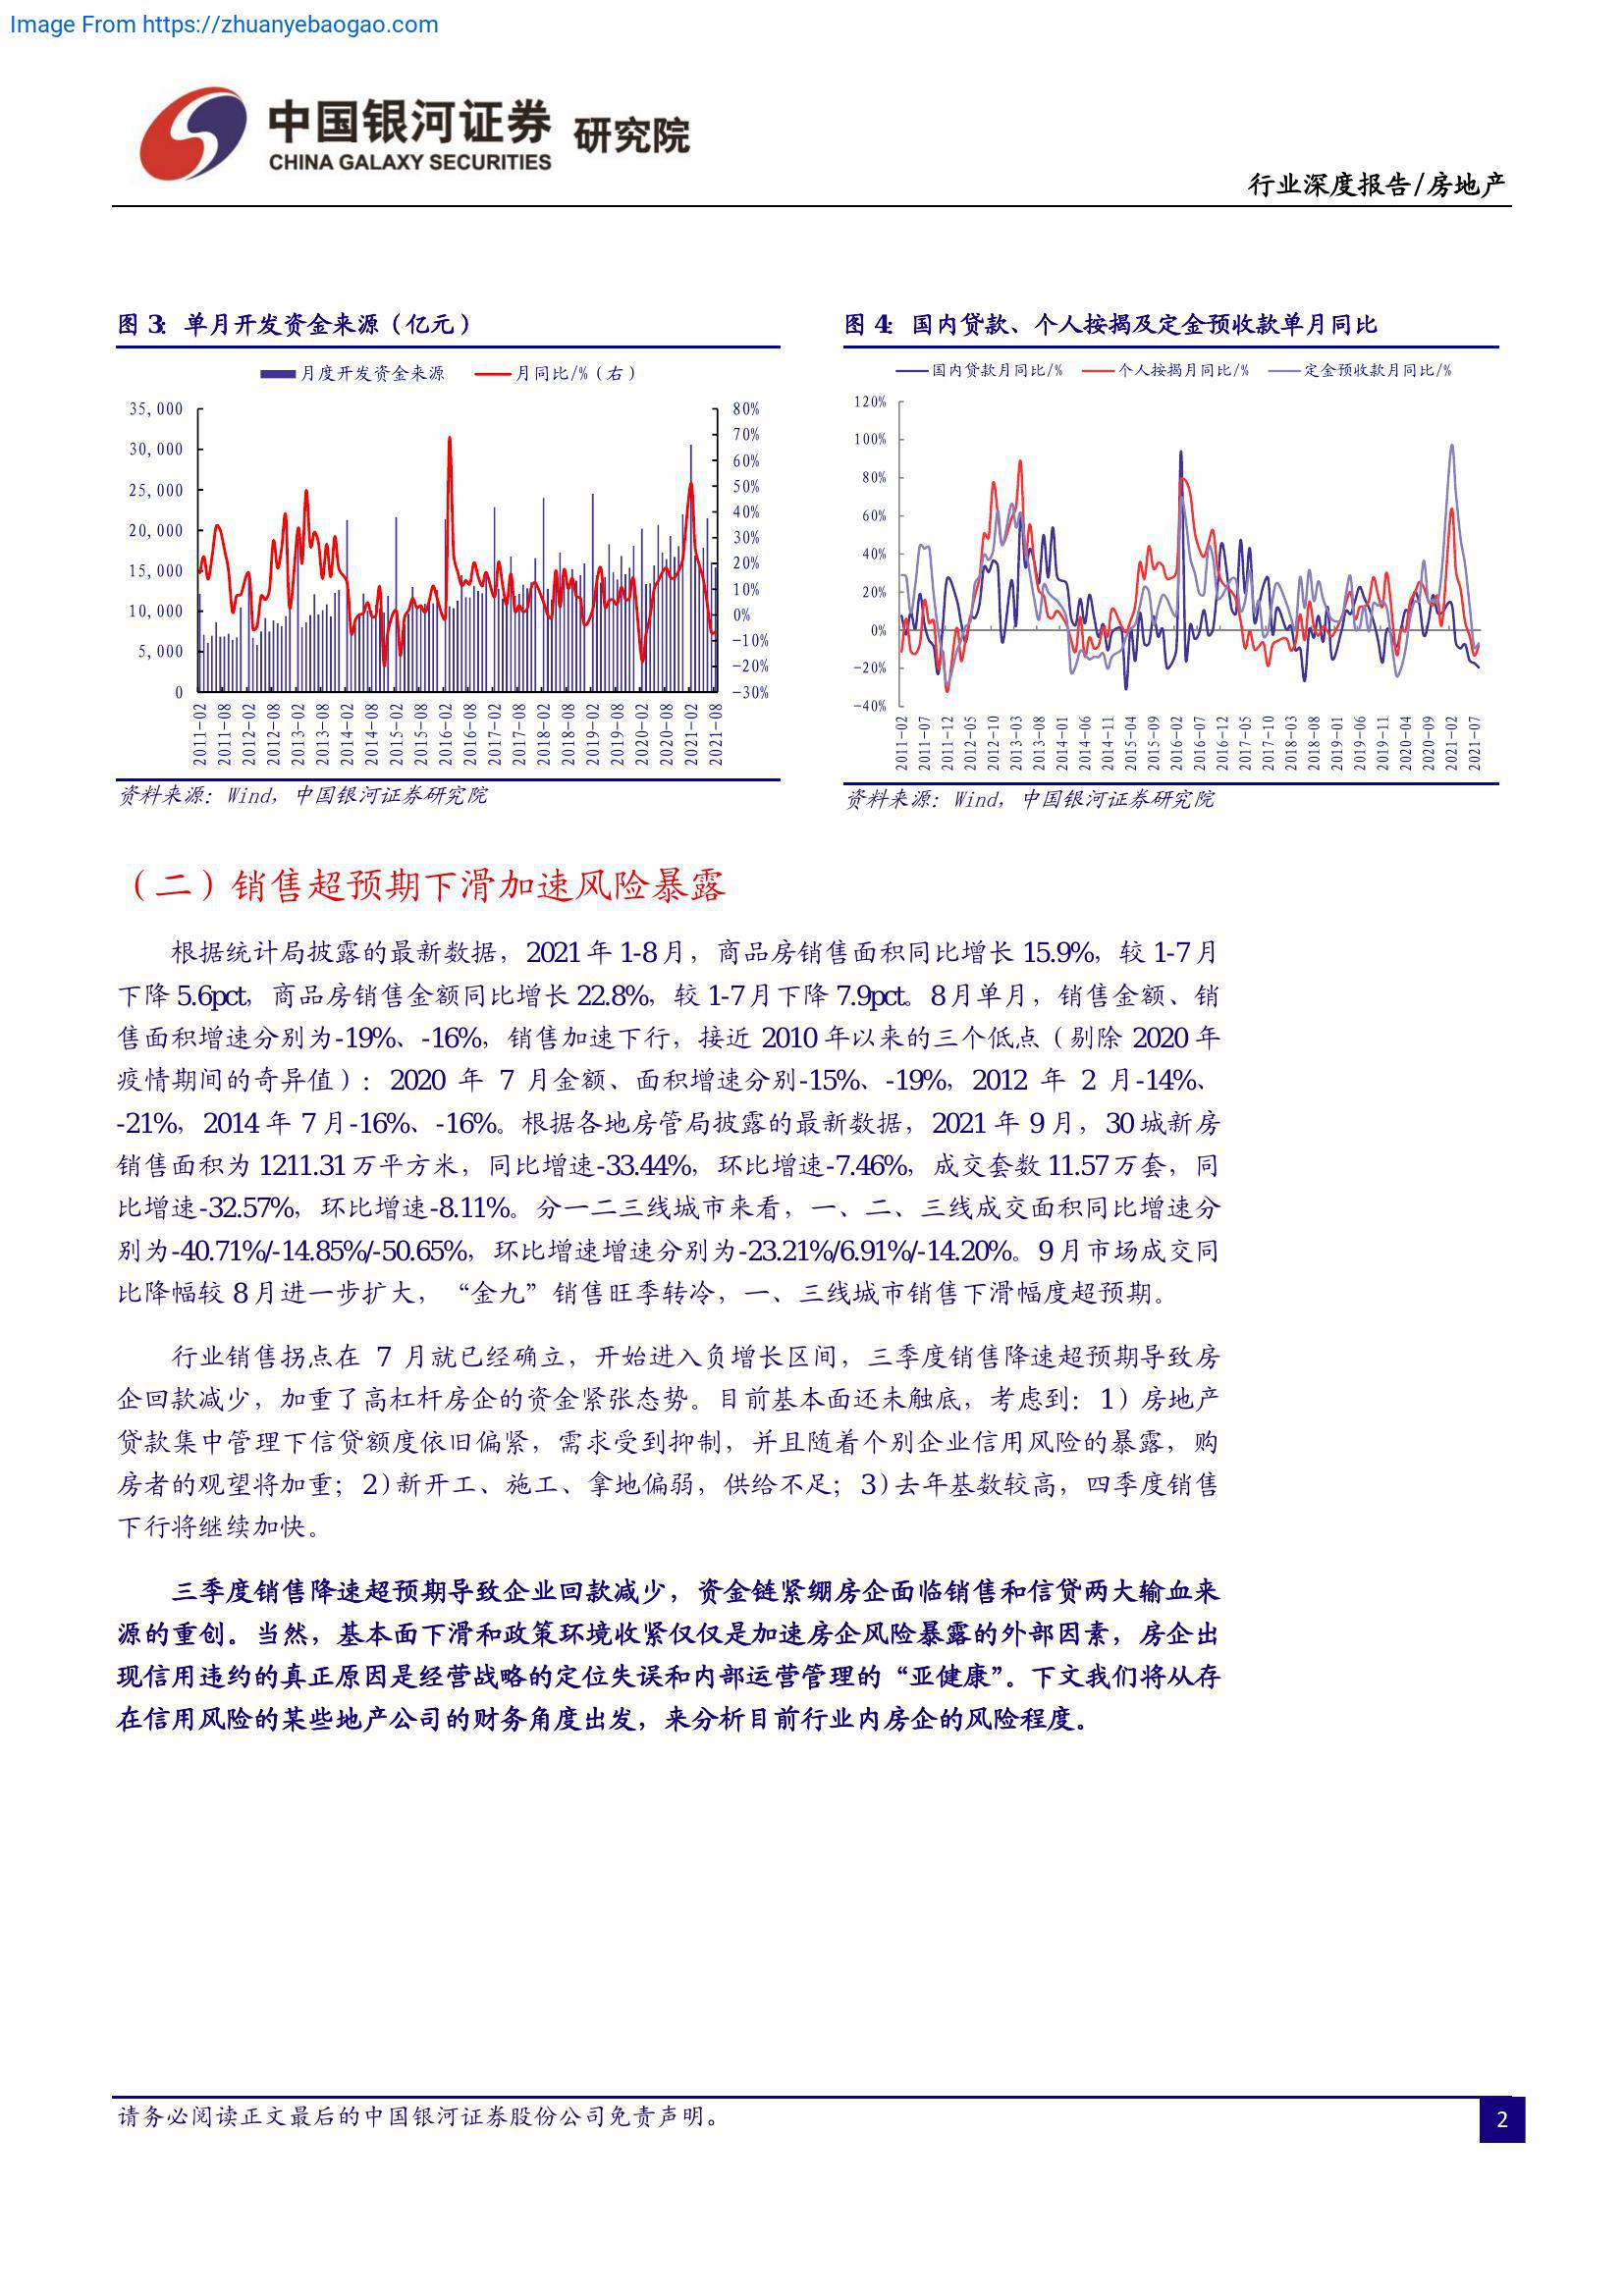 Image From https://zhuanyebaogao.com
中国银河证券 研究院
CHINA GALAXY SECURITIES
行业深度报告/房地产
图 3: 单月开发资金来源（亿元）
月度开发资金来源 月同比/%（右）
35,000
30,000
25,000
20,000
15,000
10,000
5,000
0
80%
70%
60%
50%
40%
30%
20%
10%
0%
-10%
-20%
-30%
2011-02
2011-08
2012-02
2012-08
2013-02
2013-08
2014-02
2014-08
2015-02
2015-08
2016-02
2016-08
2017-02
2017-08
2018-02
2018-08
2019-02
2019-08
2020-02
2020-08
2021-02
2021-08
资料来源：Wind，中国银河证券研究院
图 4: 国内贷款、个人按揭及定金预收款单月同比
国内贷款月同比/% 个人按揭月同比/% 定金预收款月同比/%
120%
100%
80%
60%
40%
20%
0%
-20%
-40%
2011-02
2011-07
2011-12
2012-05
2012-10
2013-03
2013-08
2014-01
2014-06
2014-11
2015-04
2015-09
2016-02
2016-07
2016-12
2017-05
2017-10
2018-03
2018-08
2019-01
2019-06
2019-11
2020-04
2020-09
2021-02
2021-07
资料来源：Wind，中国银河证券研究院
（二）销售超预期下滑加速风险暴露
根据统计局披露的最新数据，2021 年 1-8 月，商品房销售面积同比增长 15.9%，较 1-7 月
下降 5.6pct，商品房销售金额同比增长 22.8%，较 1-7 月下降 7.9pct。8 月单月，销售金额、销
售面积增速分别为-19%、-16%，销售加速下行，接近 2010 年以来的三个低点（剔除 2020 年
疫情期间的奇异值）：2020 年 7 月金额、面积增速分别-15%、-19%，2012 年 2 月-14%、
-21%，2014 年 7 月-16%、-16%。根据各地房管局披露的最新数据，2021 年 9 月，30 城新房
销售面积为 1211.31 万平方米，同比增速-33.44%，环比增速-7.46%，成交套数 11.57 万套，同
比增速-32.57%，环比增速-8.11%。分一二三线城市来看，一、二、三线成交面积同比增速分
别为-40.71%/-14.85%/-50.65%，环比增速增速分别为-23.21%/6.91%/-14.20%。9 月市场成交同
比降幅较 8 月进一步扩大，“金九”销售旺季转冷，一、三线城市销售下滑幅度超预期。
行业销售拐点在 7 月就已经确立，开始进入负增长区间，三季度销售降速超预期导致房
企回款减少，加重了高杠杆房企的资金紧张态势。目前基本面还未触底，考虑到：1）房地产
贷款集中管理下信贷额度依旧偏紧，需求受到抑制，并且随着个别企业信用风险的暴露，购
房者的观望将加重；2)新开工、施工、拿地偏弱，供给不足；3)去年基数较高，四季度销售
下行将继续加快。
三季度销售降速超预期导致企业回款减少，资金链紧绷房企面临销售和信贷两大输血来
源的重创。当然，基本面下滑和政策环境收紧仅仅是加速房企风险暴露的外部因素，房企出
现信用违约的真正原因是经营战略的定位失误和内部运营管理的“亚健康”。下文我们将从存
在信用风险的某些地产公司的财务角度出发，来分析目前行业内房企的风险程度。
请务必阅读正文最后的中国银河证券股份公司免责声明。
2